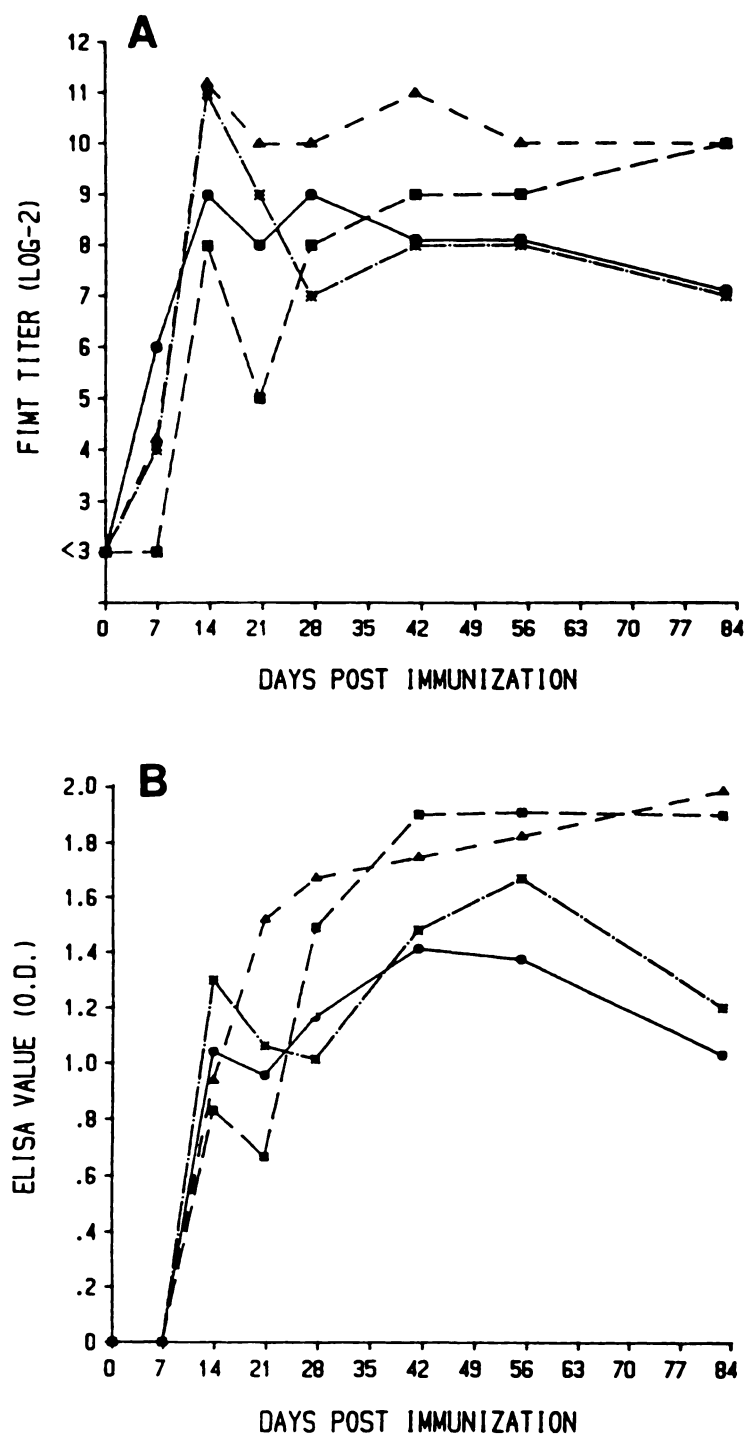 A
12
11
10
9
8
7
6
5
4
3
<3
FIMT TITER (LOG-2)
0 7 14 21 28 35 42 49 56 63 70 77 84
DAYS POST IMMUNIZATION
B
2.0
1.8
1.6
1.4
1.2
1.0
.8
.6
.4
.2
0
ELISA VALUE (O.D.)
0 7 14 21 28 35 42 49 56 63 70 77 84
DAYS POST IMMUNIZATION